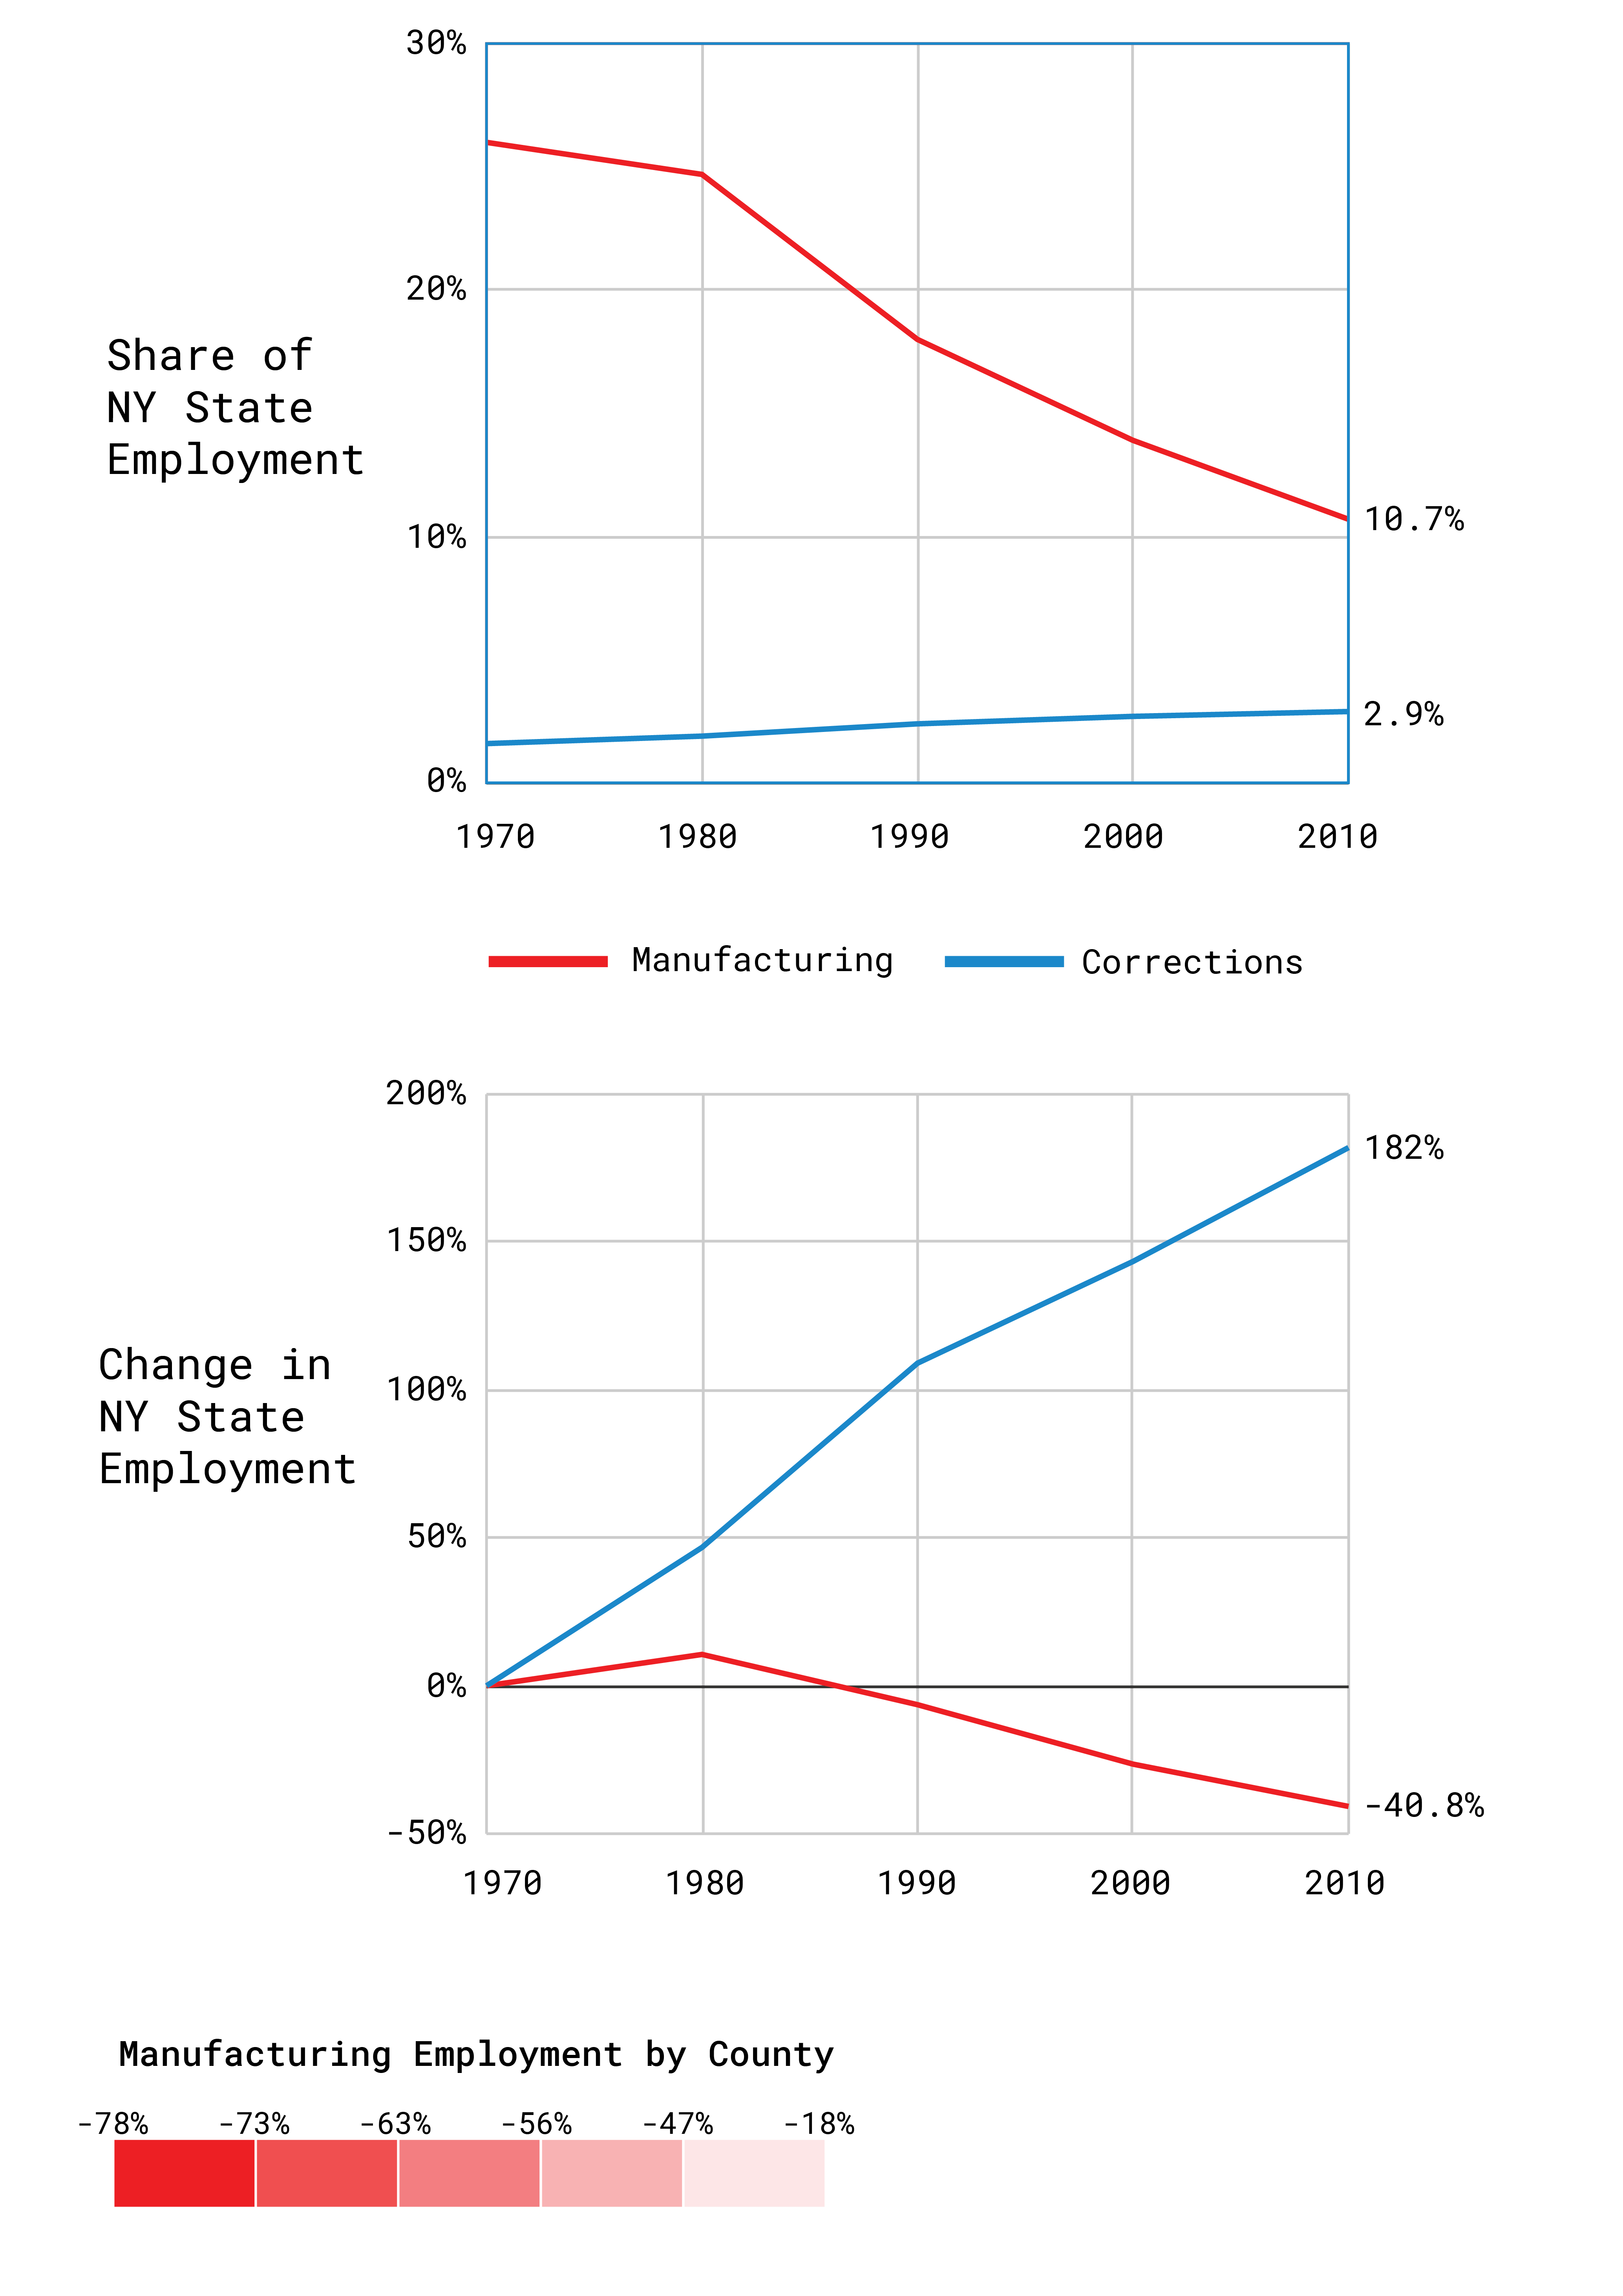 30%
20%
Share of
NY State
Employment
10%
10.7%
2.9%
0%
1970 1980 1990 2000 2010
Manufacturing Corrections
200%
182%
150%
Change in
NY State
Employment
100%
50%
0%
-40.8%
-50%
1970 1980 1990 2000 2010
Manufacturing Employment by County
-78% -73% -63% -56% -47% -18%